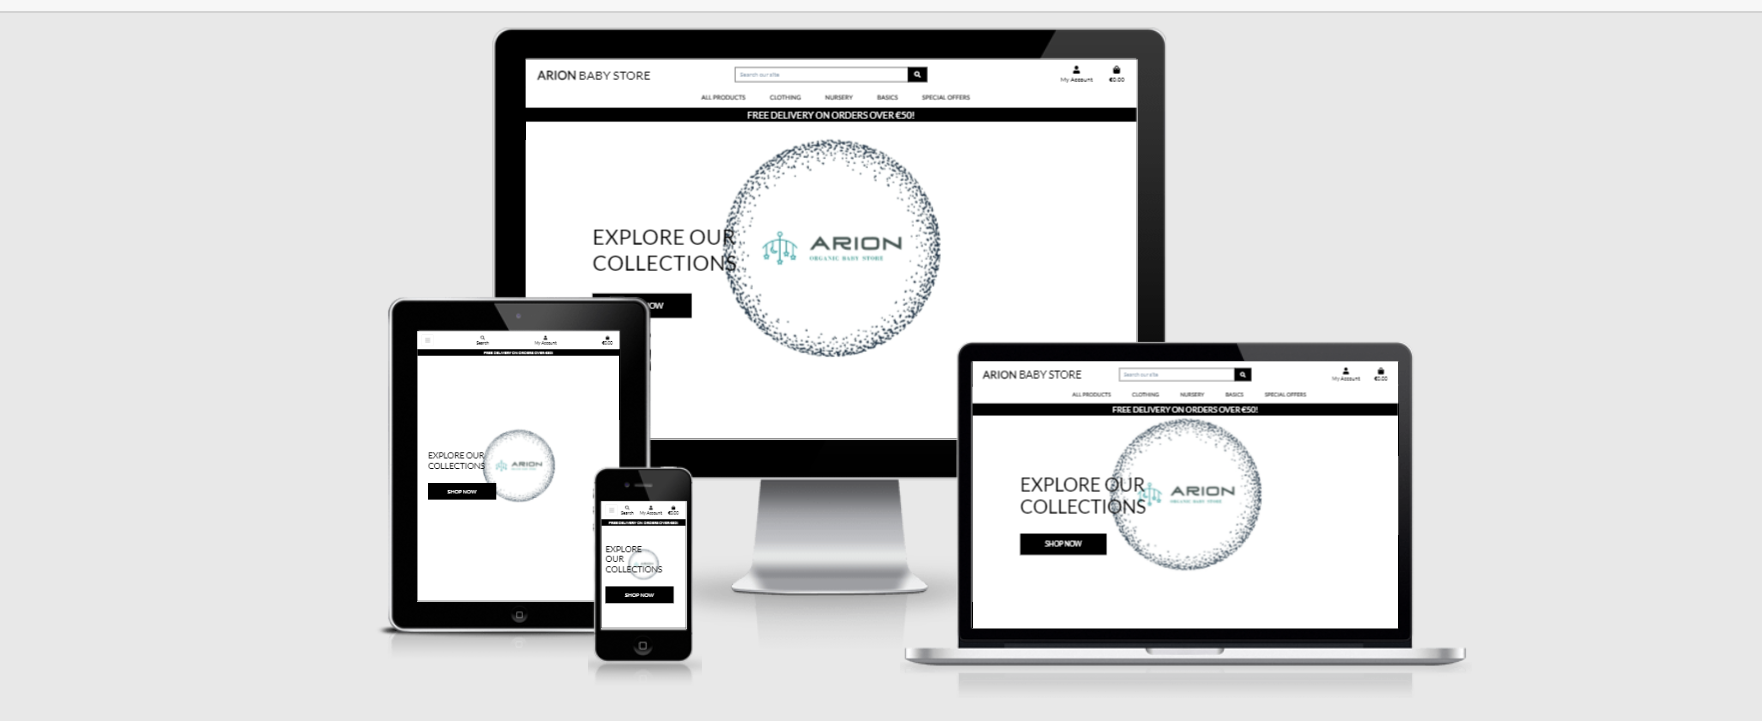 ARION BABY STORE
Search our site
My Account
€0.00
ALL PRODUCTS CLOTHING NURSERY BASICS SPECIAL OFFERS
FREE DELIVERY ON ORDERS OVER €50!
EXPLORE OUR
COLLECTIONS
ARION
ORGANIC BABY STORE
NOW
Search
My Account
€0.00
FREE DELIVERY ON ORDERS OVER €50!
EXPLORE OUR
COLLECTIONS
ARION
SHOP NOW
Search
My Account
€0.00
FREE DELIVERY ON ORDERS OVER €50!
EXPLORE
OUR
COLLECTIONS
SHOP NOW
ARION BABY STORE
Search our site
My Account
€0.00
ALL PRODUCTS CLOTHING NURSERY BASICS SPECIAL OFFERS
FREE DELIVERY ON ORDERS OVER €50!
EXPLORE OUR
COLLECTIONS
ARION
ORGANIC BABY STORE
SHOP NOW